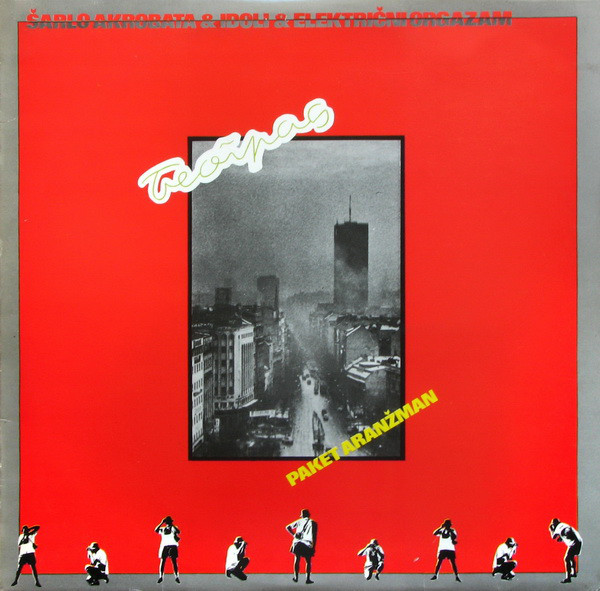 ŠARLO AKROBATA & IDOLI & ELEKTRIČNI ORGAZAM
Београд
PAKET ARANŽMAN